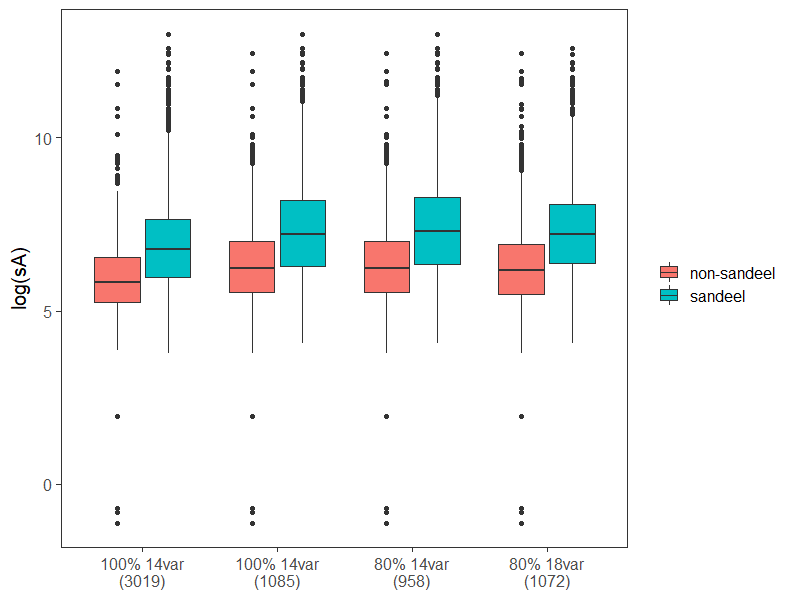 log(sA)
10
5
0
100% 14var
(3019)
100% 14var
(1085)
80% 14var
(958)
80% 18var
(1072)
non-sandeel
sandeel